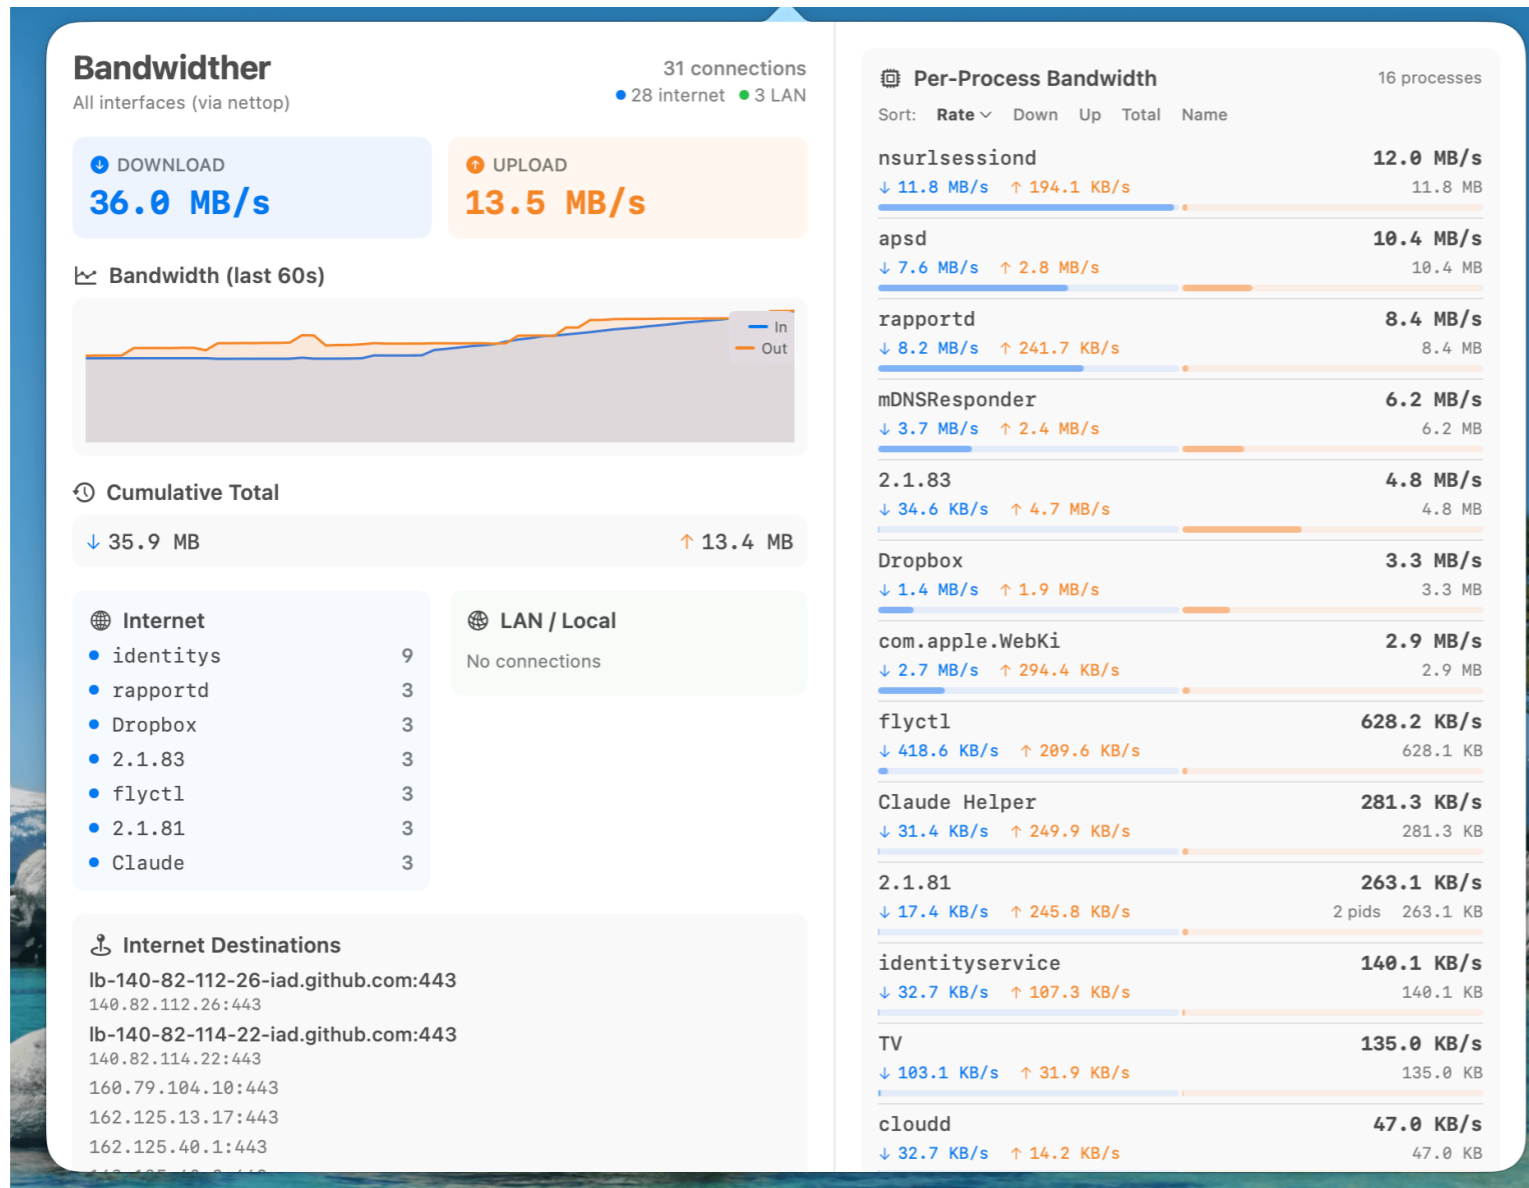 Bandwidther
All interfaces (via nettop)
31 connections
28 internet 3 LAN
DOWNLOAD
36.0 MB/s
UPLOAD
13.5 MB/s
Bandwidth (last 60s)
In
Out
Cumulative Total
↓ 35.9 MB ↑ 13.4 MB
Internet
identitys 9
rapportd 3
Dropbox 3
2.1.83 3
flyctl 3
2.1.81 3
Claude 3
LAN / Local
No connections
Internet Destinations
lb-140-82-112-26-iad.github.com:443
140.82.112.26:443
lb-140-82-114-22-iad.github.com:443
140.82.114.22:443
160.79.104.10:443
162.125.13.17:443
162.125.40.1:443
Per-Process Bandwidth 16 processes
Sort: Rate Down Up Total Name
nsurlsessiond 12.0 MB/s
↓ 11.8 MB/s ↑ 194.1 KB/s 11.8 MB
apsd 10.4 MB/s
↓ 7.6 MB/s ↑ 2.8 MB/s 10.4 MB
rapportd 8.4 MB/s
↓ 8.2 MB/s ↑ 241.7 KB/s 8.4 MB
mDNSResponder 6.2 MB/s
↓ 3.7 MB/s ↑ 2.4 MB/s 6.2 MB
2.1.83 4.8 MB/s
↓ 34.6 KB/s ↑ 4.7 MB/s 4.8 MB
Dropbox 3.3 MB/s
↓ 1.4 MB/s ↑ 1.9 MB/s 3.3 MB
com.apple.WebKi 2.9 MB/s
↓ 2.7 MB/s ↑ 294.4 KB/s 2.9 MB
flyctl 628.2 KB/s
↓ 418.6 KB/s ↑ 209.6 KB/s 628.1 KB
Claude Helper 281.3 KB/s
↓ 31.4 KB/s ↑ 249.9 KB/s 281.3 KB
2.1.81 263.1 KB/s
↓ 17.4 KB/s ↑ 245.8 KB/s 2 pids 263.1 KB
identityservice 140.1 KB/s
↓ 32.7 KB/s ↑ 107.3 KB/s 140.1 KB
TV 135.0 KB/s
↓ 103.1 KB/s ↑ 31.9 KB/s 135.0 KB
cloudd 47.0 KB/s
↓ 32.7 KB/s ↑ 14.2 KB/s 47.0 KB